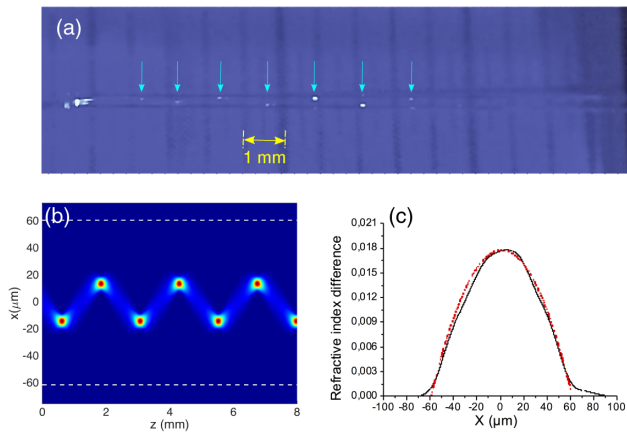 (a)
1 mm
(b)
60
40
20
0
-20
-40
-60
x(μm)
0
2
4
6
8
z (mm)
(c)
0,021
0,018
0,015
0,012
0,009
0,006
0,003
0,000
Refractive index difference
-100 -80 -60 -40 -20 0 20 40 60 80 100
X (μm)